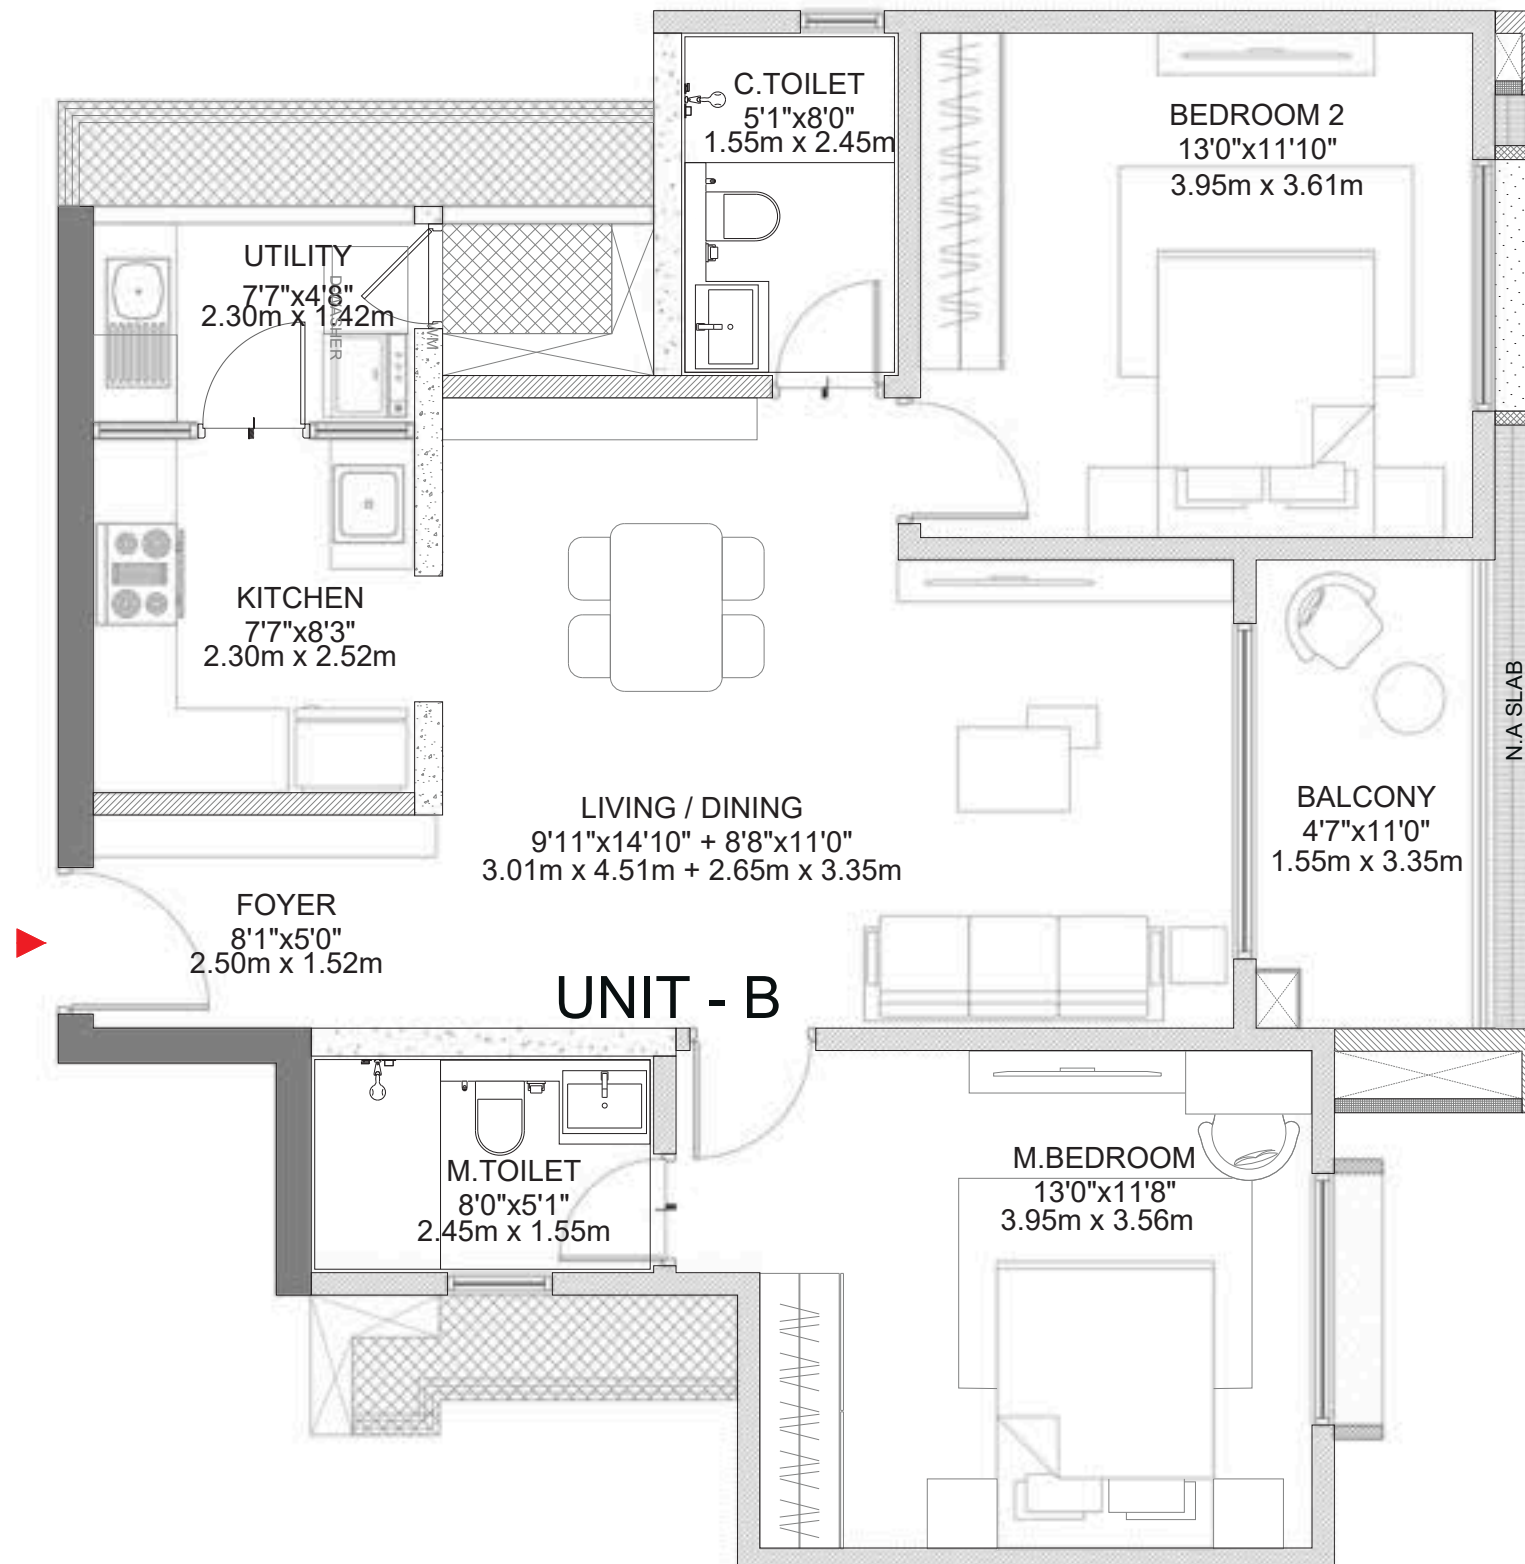 C.TOILET
5'1"x8'0"
1.55m x 2.45m
BEDROOM 2
13'0"x11'10"
3.95m x 3.61m
UTILITY
7'7"x4'8"
2.30m x 1.42m
WM
KITCHEN
7'7"x8'3"
2.30m x 2.52m
LIVING / DINING
9'11"x14'10" + 8'8"x11'0"
3.01m x 4.51m + 2.65m x 3.35m
BALCONY
4'7"x11'0"
1.55m x 3.35m
N.A SLAB
FOYER
8'1"x5'0"
2.50m x 1.52m
UNIT - B
M.TOILET
8'0"x5'1"
2.45m x 1.55m
M.BEDROOM
13'0"x11'8"
3.95m x 3.56m